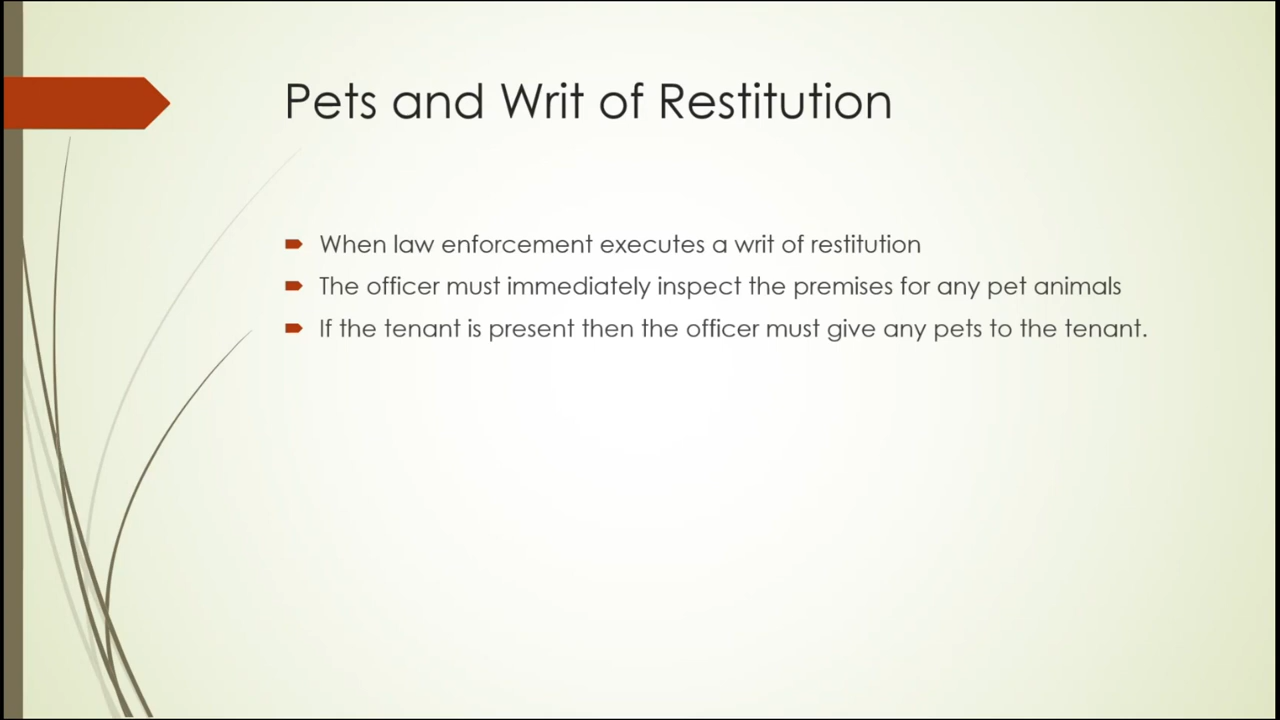 Pets and Writ of Restitution
When law enforcement executes a writ of restitution
The officer must immediately inspect the premises for any pet animals
If the tenant is present then the officer must give any pets to the tenant.